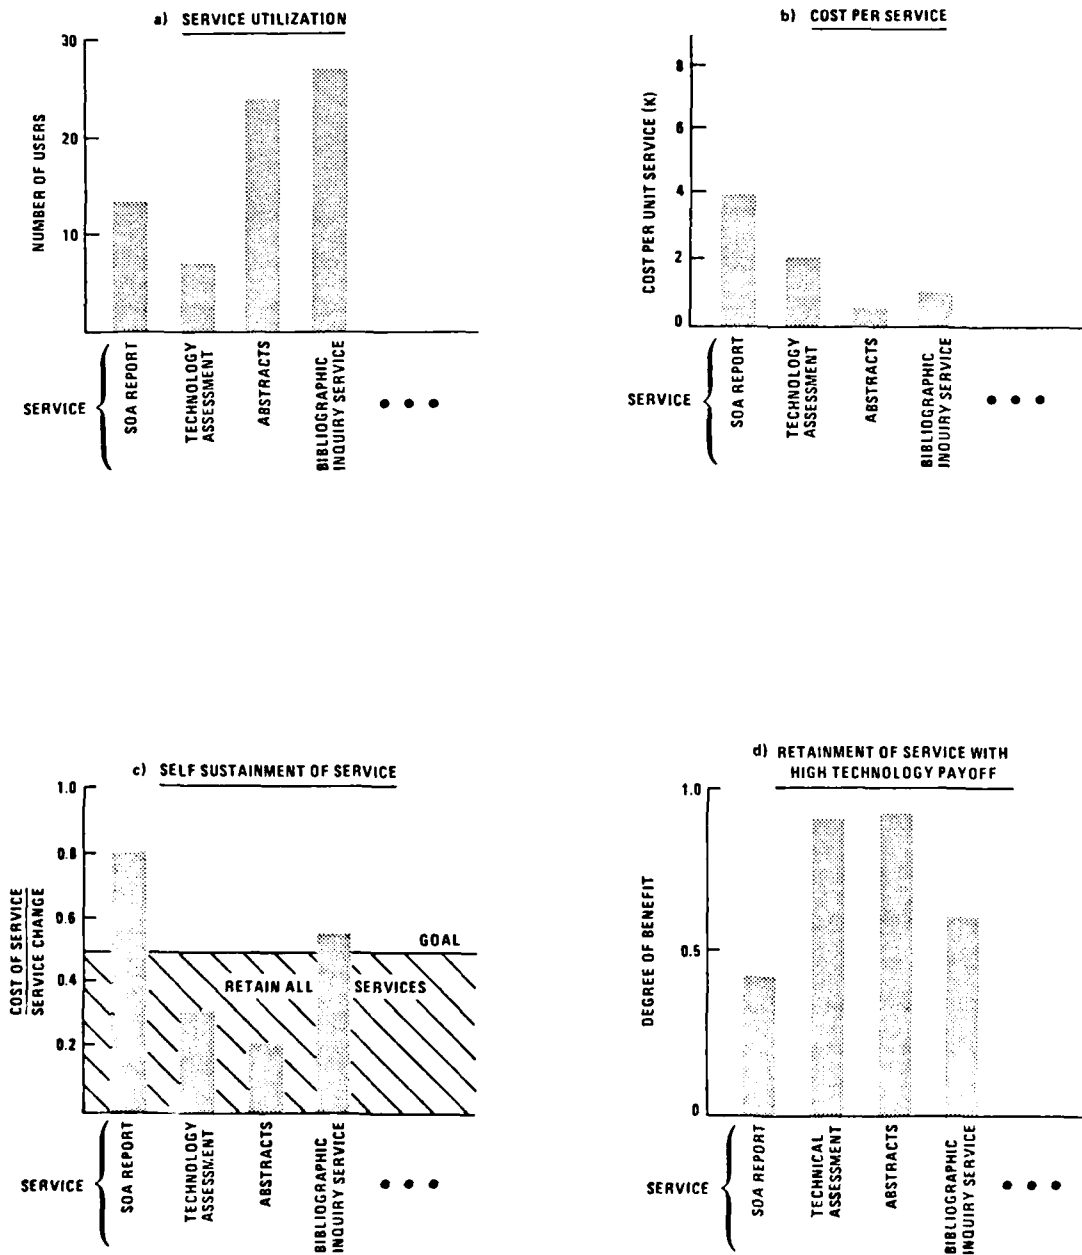 a) SERVICE UTILIZATION
30
20
10
NUMBER OF USERS
SERVICE
SOA REPORT
TECHNOLOGY
ASSESSMENT
ABSTRACTS
BIBLIOGRAPHIC
INQUIRY SERVICE
b) COST PER SERVICE
8
6
4
2
0
COST PER UNIT SERVICE (K)
SERVICE
SOA REPORT
TECHNOLOGY
ASSESSMENT
ABSTRACTS
BIBLIOGRAPHIC
INQUIRY SERVICE
c) SELF SUSTAINMENT OF SERVICE
1.0
0.8
0.6
0.4
0.2
COST OF SERVICE
SERVICE CHANGE
GOAL
RETAIN ALL SERVICES
SERVICE
SOA REPORT
TECHNOLOGY
ASSESSMENT
ABSTRACTS
BIBLIOGRAPHIC
INQUIRY SERVICE
d) RETAINMENT OF SERVICE WITH
HIGH TECHNOLOGY PAYOFF
1.0
0.5
0
DEGREE OF BENEFIT
SERVICE
SOA REPORT
TECHNICAL
ASSESSMENT
ABSTRACTS
BIBLIOGRAPHIC
INQUIRY SERVICE